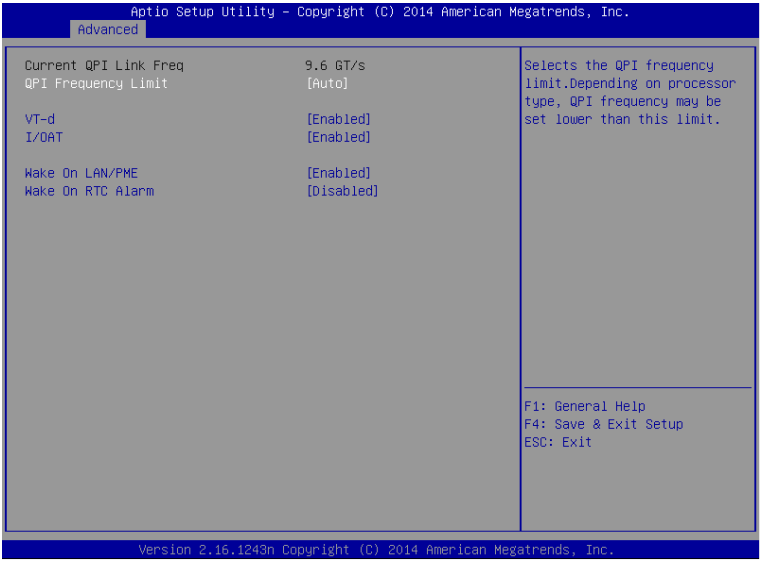 Aptio Setup Utility – Copyright (C) 2014 American Megatrends, Inc.
Advanced
Current QPI Link Freq 9.6 GT/s
QPI Frequency Limit [Auto]
VT-d [Enabled]
I/OAT [Enabled]
Wake On LAN/PME [Enabled]
Wake On RTC Alarm [Disabled]
Selects the QPI frequency
limit.Depending on processor
type, QPI frequency may be
set lower than this limit.
F1: General Help
F4: Save & Exit Setup
ESC: Exit
Version 2.16.1243n Copyright (C) 2014 American Megatrends, Inc.